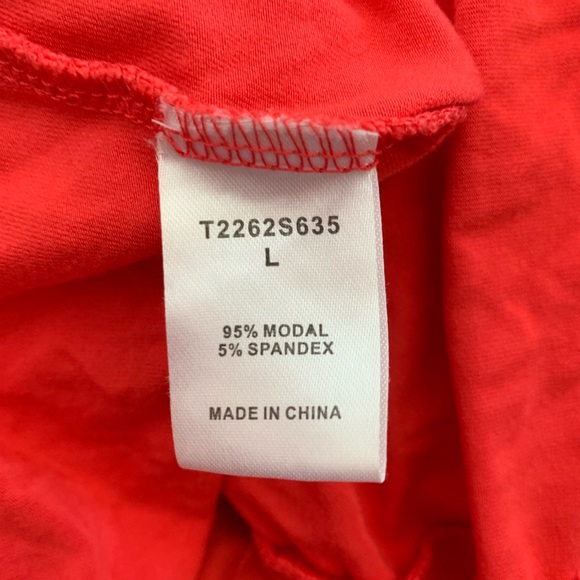 T2262S635
L
95% MODAL
5% SPANDEX
MADE IN CHINA